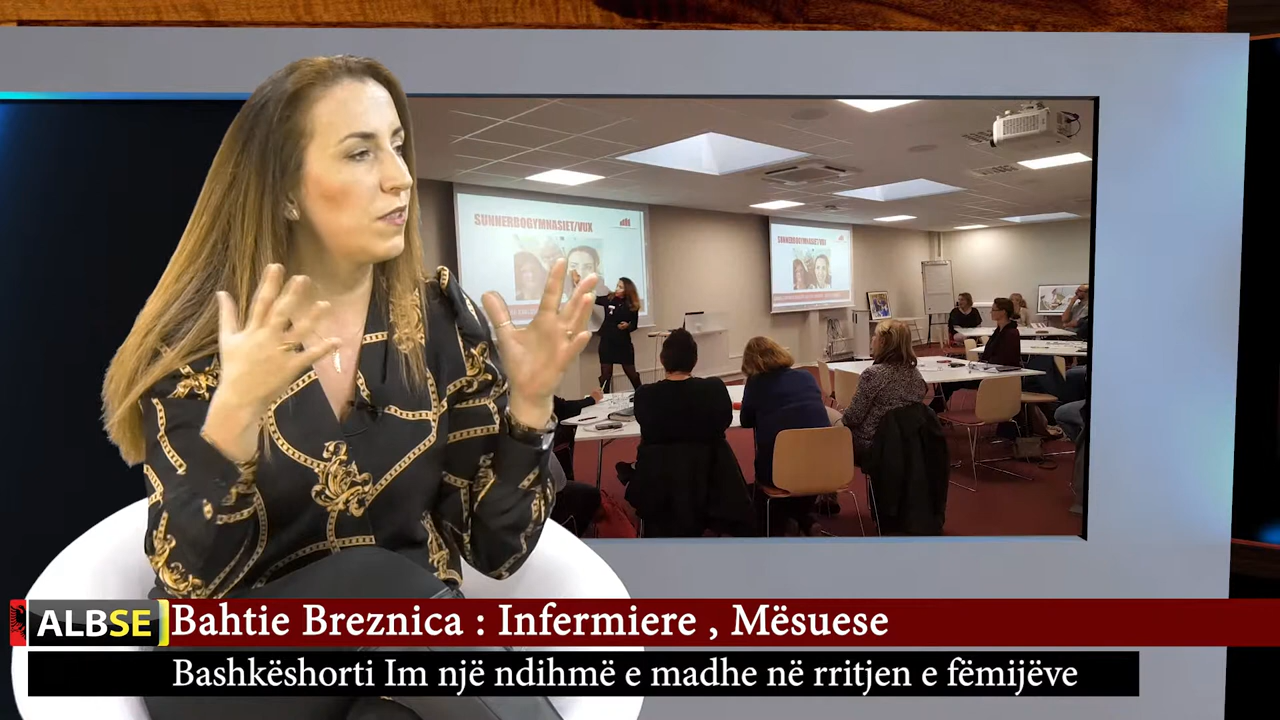 SUNNERBOGYMNASIET/VUX
SUNNERBOGYMNASIET/VUX
ALBSE
Bahtie Breznica : Infermiere , Mësuese
Bashkëshorti Im një ndihmë e madhe në rritjen e fëmijëve